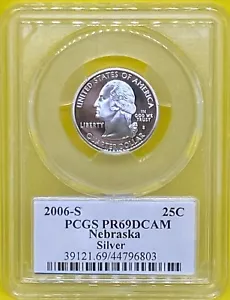 UNITED STATES OF AMERICA
LIBERTY
IN GOD WE TRUST
S
QUARTER DOLLAR
2006-S 25C
PCGS PR69DCAM
Nebraska
Silver
39121.69/44796803